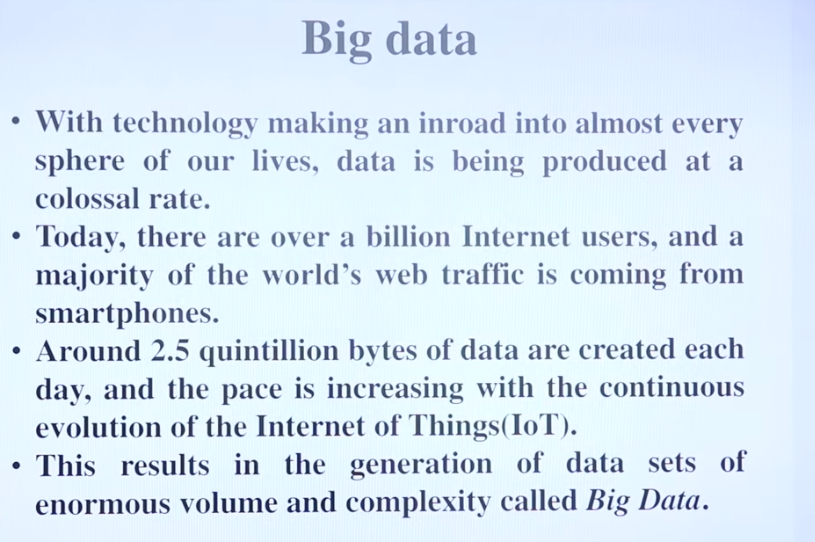 Big data
• With technology making an inroad into almost every
sphere of our lives, data is being produced at a
colossal rate.
• Today, there are over a billion Internet users, and a
majority of the world's web traffic is coming from
smartphones.
• Around 2.5 quintillion bytes of data are created each
day, and the pace is increasing with the continuous
evolution of the Internet of Things(IoT).
• This results in the generation of data sets of
enormous volume and complexity called Big Data.